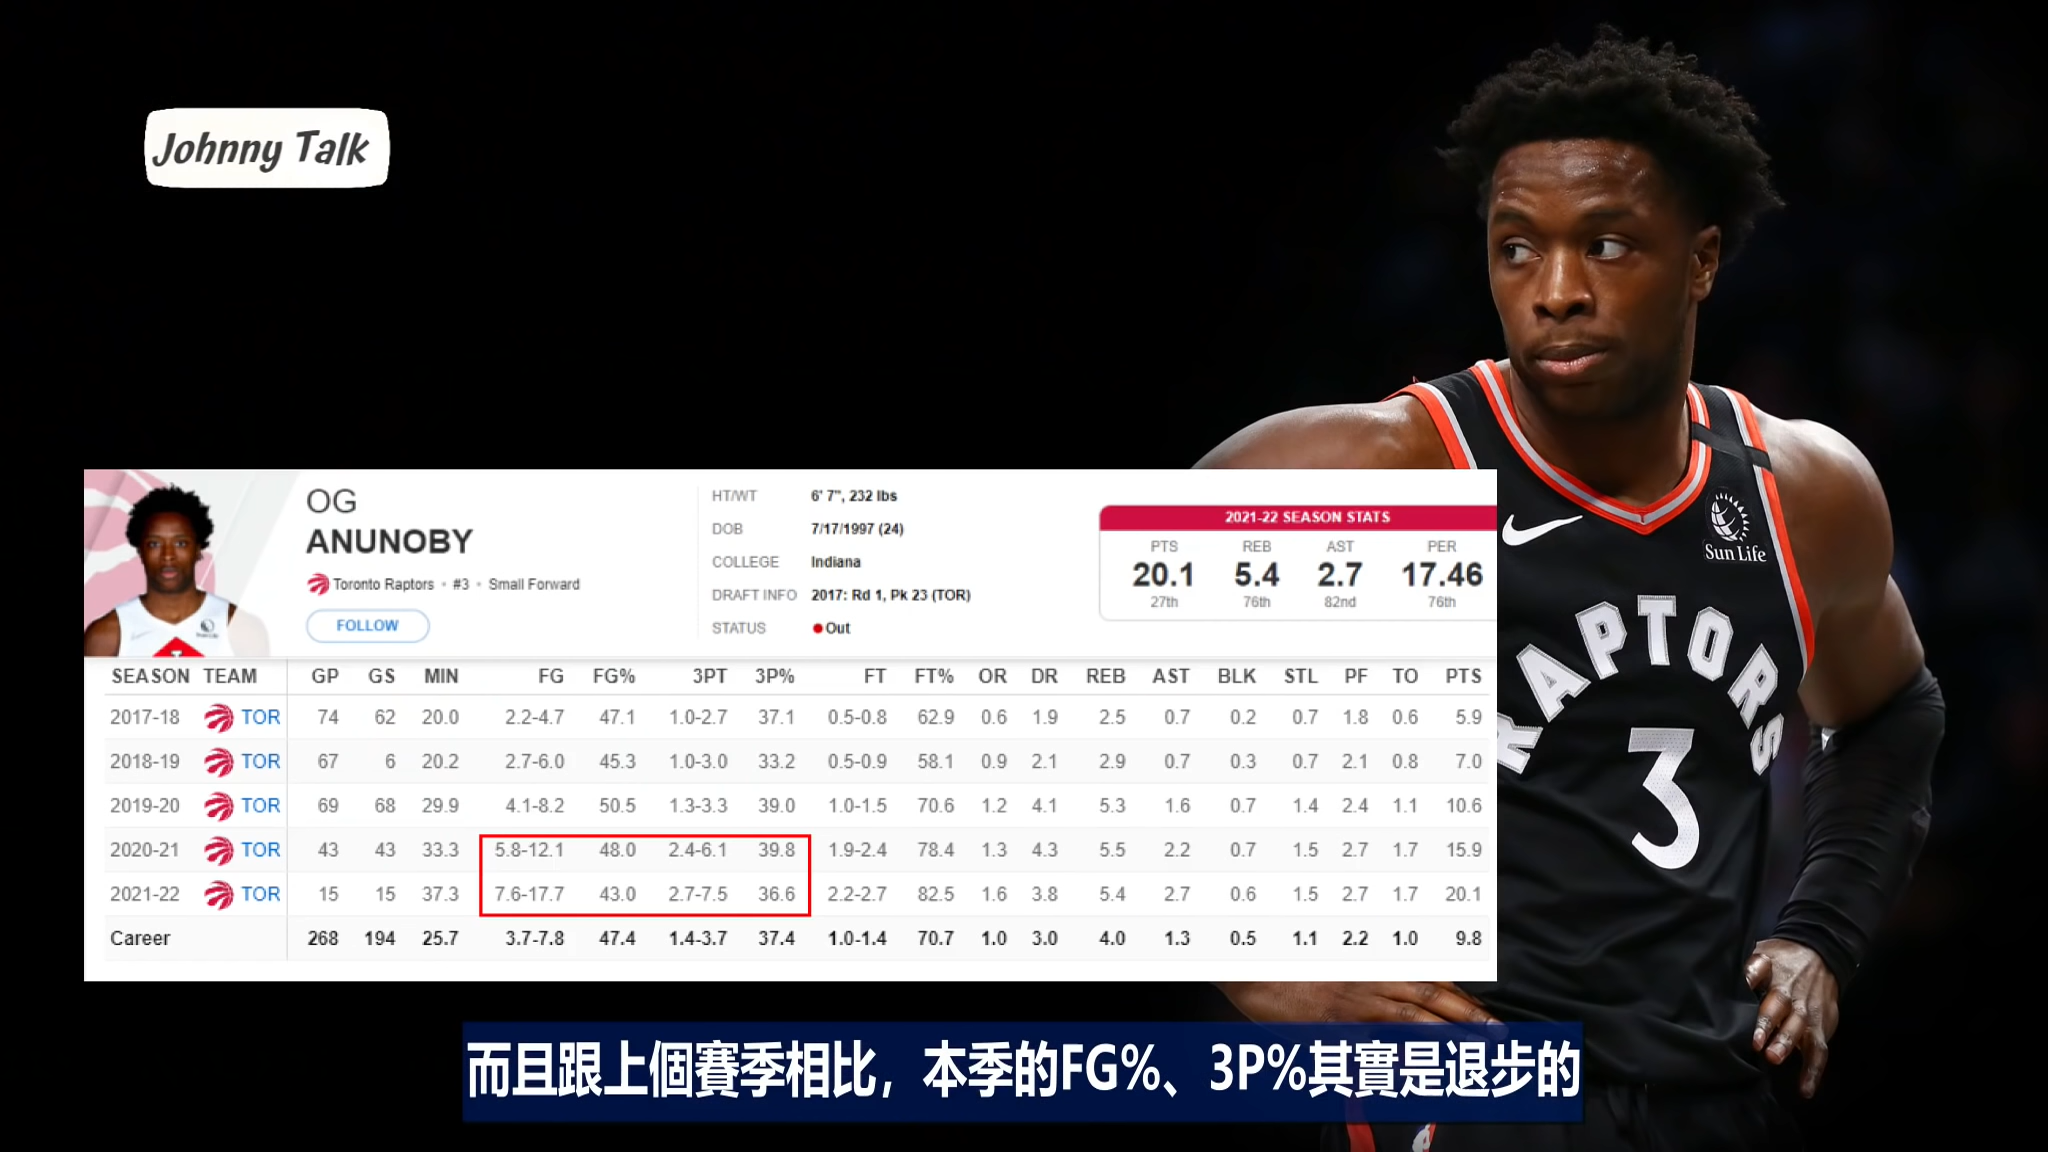 Johnny Talk
OG
ANUNOBY
Toronto Raptors • #3 • Small Forward
FOLLOW
HT/WT 6' 7", 232 lbs
DOB 7/17/1997 (24)
COLLEGE Indiana
DRAFT INFO 2017: Rd 1, Pk 23 (TOR)
STATUS Out
2021-22 SEASON STATS
PTS REB AST PER
20.1 5.4 2.7 17.46
27th 76th 82nd 76th
SEASON TEAM GP GS MIN FG FG% 3PT 3P% FT FT% OR DR REB AST BLK STL PF TO PTS
2017-18 TOR 74 62 20.0 2.2-4.7 47.1 1.0-2.7 37.1 0.5-0.8 62.9 0.6 1.9 2.5 0.7 0.2 0.7 1.8 0.6 5.9
2018-19 TOR 67 6 20.2 2.7-6.0 45.3 1.0-3.0 33.2 0.5-0.9 58.1 0.9 2.1 2.9 0.7 0.3 0.7 2.1 0.8 7.0
2019-20 TOR 69 68 29.9 4.1-8.2 50.5 1.3-3.3 39.0 1.0-1.5 70.6 1.2 4.1 5.3 1.6 0.7 1.4 2.4 1.1 10.6
2020-21 TOR 43 43 33.3 5.8-12.1 48.0 2.4-6.1 39.8 1.9-2.4 78.4 1.3 4.3 5.5 2.2 0.7 1.5 2.7 1.7 15.9
2021-22 TOR 15 15 37.3 7.6-17.7 43.0 2.7-7.5 36.6 2.2-2.7 82.5 1.6 3.8 5.4 2.7 0.6 1.5 2.7 1.7 20.1
Career 268 194 25.7 3.7-7.8 47.4 1.4-3.7 37.4 1.0-1.4 70.7 1.0 3.0 4.0 1.3 0.5 1.1 2.2 1.0 9.8
Sun Life
RAPTORS
3
而且跟上個賽季相比，本季的FG%、3P%其實是退步的